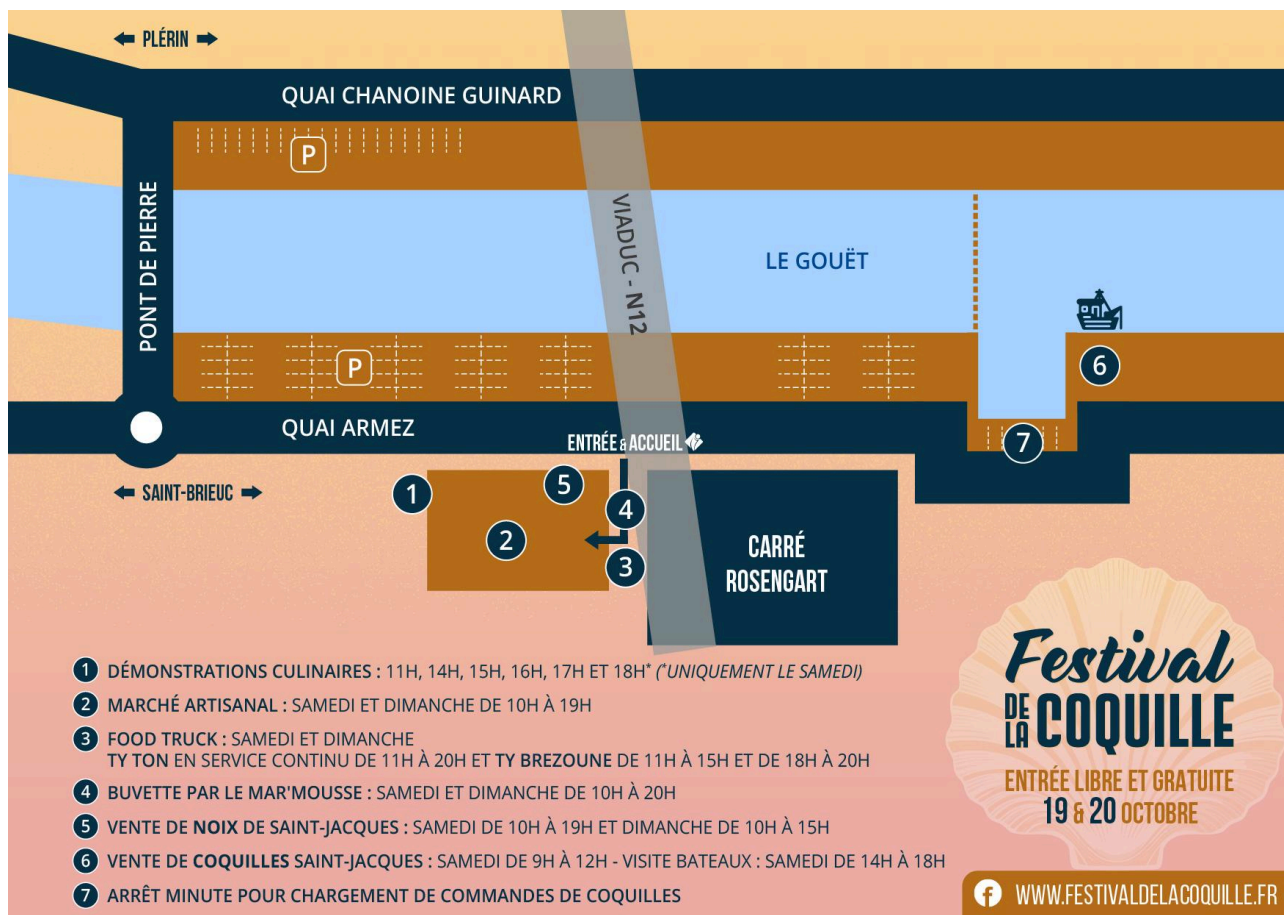 ← PLÉRIN →
QUAI CHANOINE GUINARD
P
PONT DE PIERRE
VIADUC - N12
LE GOUËT
P
6
QUAI ARMEZ
ENTRÉE & ACCUEIL
7
← SAINT-BRIEUC →
1
5
4
2
3
CARRÉ
ROSENGART
1 DÉMONSTRATIONS CULINAIRES : 11H, 14H, 15H, 16H, 17H ET 18H* (*UNIQUEMENT LE SAMEDI)
2 MARCHÉ ARTISANAL : SAMEDI ET DIMANCHE DE 10H À 19H
3 FOOD TRUCK : SAMEDI ET DIMANCHE
TY TON EN SERVICE CONTINU DE 11H À 20H ET TY BREZOUNE DE 11H À 15H ET DE 18H À 20H
4 BUVETTE PAR LE MAR'MOUSSE : SAMEDI ET DIMANCHE DE 10H À 20H
5 VENTE DE NOIX DE SAINT-JACQUES : SAMEDI DE 10H À 19H ET DIMANCHE DE 10H À 15H
6 VENTE DE COQUILLES SAINT-JACQUES : SAMEDI DE 9H À 12H - VISITE BATEAUX : SAMEDI DE 14H À 18H
7 ARRÊT MINUTE POUR CHARGEMENT DE COMMANDES DE COQUILLES
Festival
DE LA COQUILLE
ENTRÉE LIBRE ET GRATUITE
19 & 20 OCTOBRE
WWW.FESTIVALDELACOQUILLE.FR